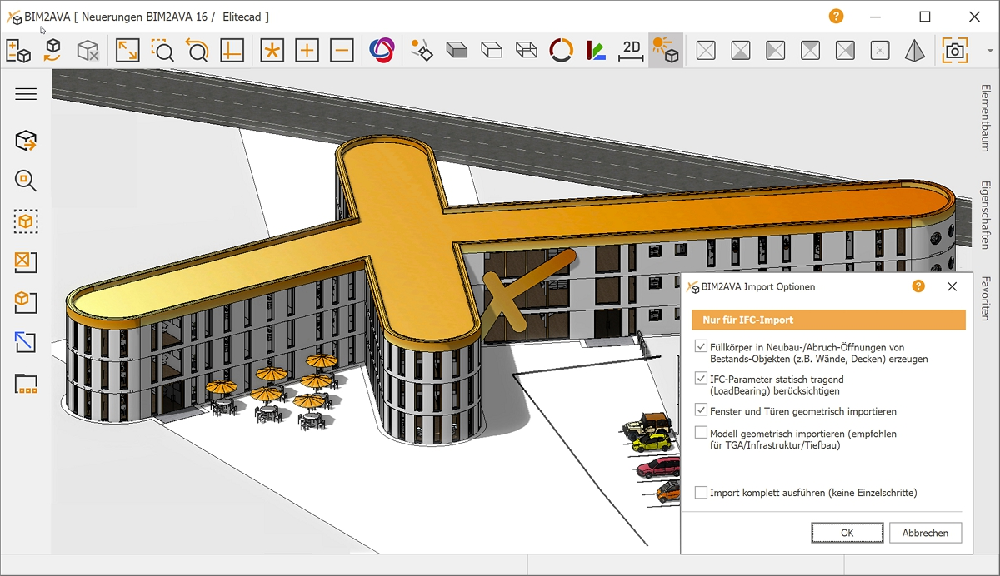 BIM2AVA [ Neuerungen BIM2AVA 16 / Elitecad ]
?
2D
Elementbaum
Eigenschaften
Favoriten
BIM2AVA Import Optionen
?
Nur für IFC-Import
Füllkörper in Neubau-/Abruch-Öffnungen von
Bestands-Objekten (z.B. Wände, Decken) erzeugen
IFC-Parameter statisch tragend
(LoadBearing) berücksichtigen
Fenster und Türen geometrisch importieren
Modell geometrisch importieren (empfohlen
für TGA/Infrastruktur/Tiefbau)
Import komplett ausführen (keine Einzelschritte)
OK
Abbrechen